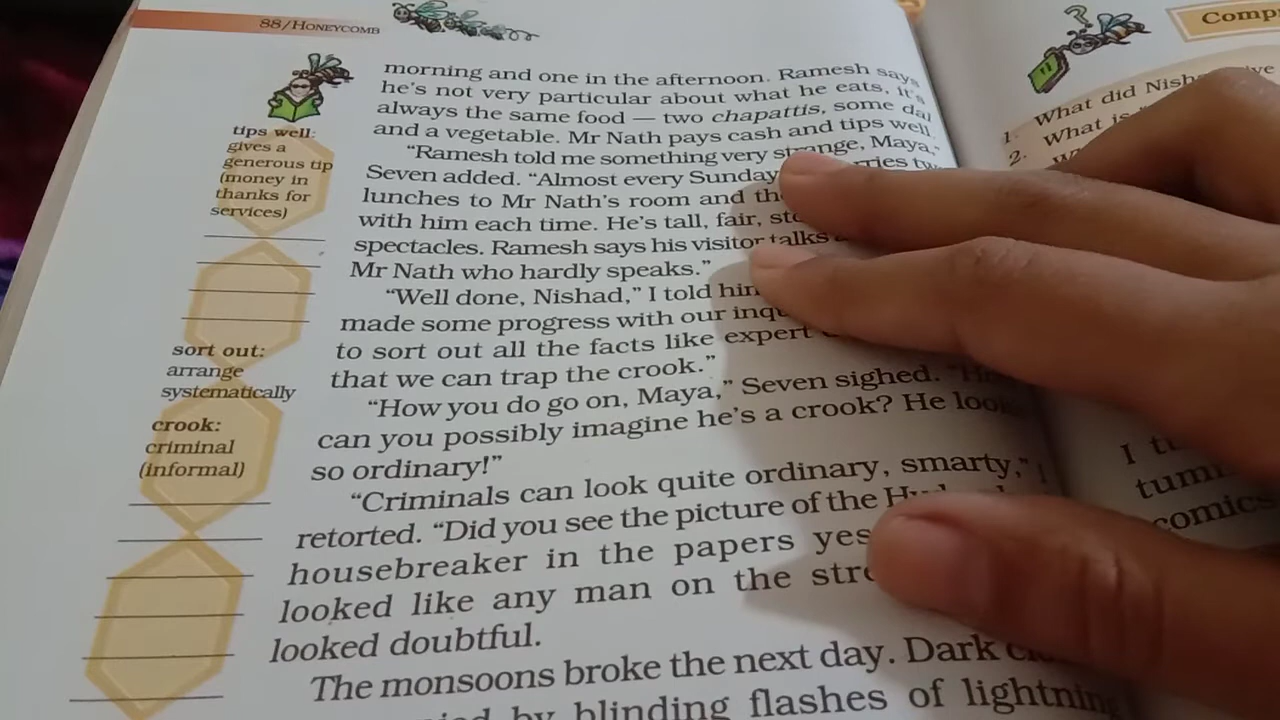 88/HONEYCOMB
morning and one in the afternoon. Ramesh says
he's not very particular about what he eats, it's
always the same food — two chapattis, some dal
and a vegetable. Mr Nath pays cash and tips well.
"Ramesh told me something very strange, Maya,"
Seven added. "Almost every Sunday
lunches to Mr Nath's room and
with him each time. He's tall, fair,
spectacles. Ramesh says his visitor talks
Mr Nath who hardly speaks."
"Well done, Nishad," I told
made some progress with our
to sort out all the facts like expert
that we can trap the crook."
"How you do go on, Maya," Seven sighed.
can you possibly imagine he's a crook? He
so ordinary!"
"Criminals can look quite ordinary, smarty," I
retorted. "Did you see the picture of the
housebreaker in the papers
looked like any man on the
looked doubtful.
The monsoons broke the next day. Dark
by blinding flashes of lightning
tips well:
gives a
generous tip
(money in
thanks for
services)
sort out:
arrange
systematically
crook:
criminal
(informal)
1. What did
2. What is
I
comics